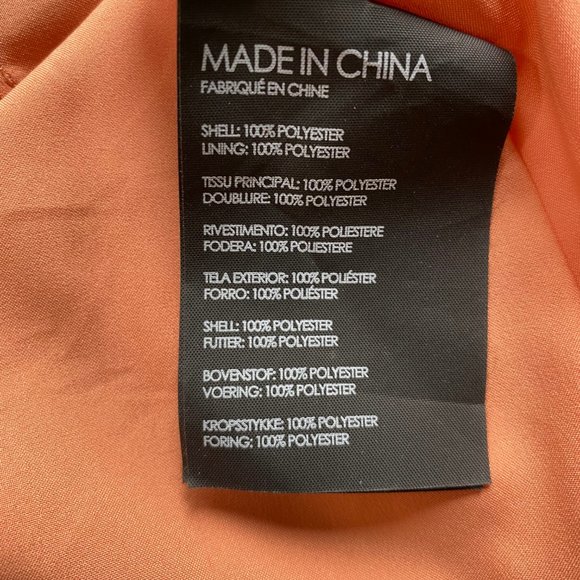 MADE IN CHINA
FABRIQUÉ EN CHINE
SHELL: 100% POLYESTER
LINING: 100% POLYESTER
TISSU PRINCIPAL: 100% POLYESTER
DOUBLURE: 100% POLYESTER
RIVESTIMENTO: 100% POLIESTERE
FODERA: 100% POLIESTERE
TELA EXTERIOR: 100% POLIÉSTER
FORRO: 100% POLIÉSTER
SHELL: 100% POLYESTER
FUTTER: 100% POLYESTER
BOVENSTOF: 100% POLYESTER
VOERING: 100% POLYESTER
KROPSSTYKKE: 100% POLYESTER
FORING: 100% POLYESTER